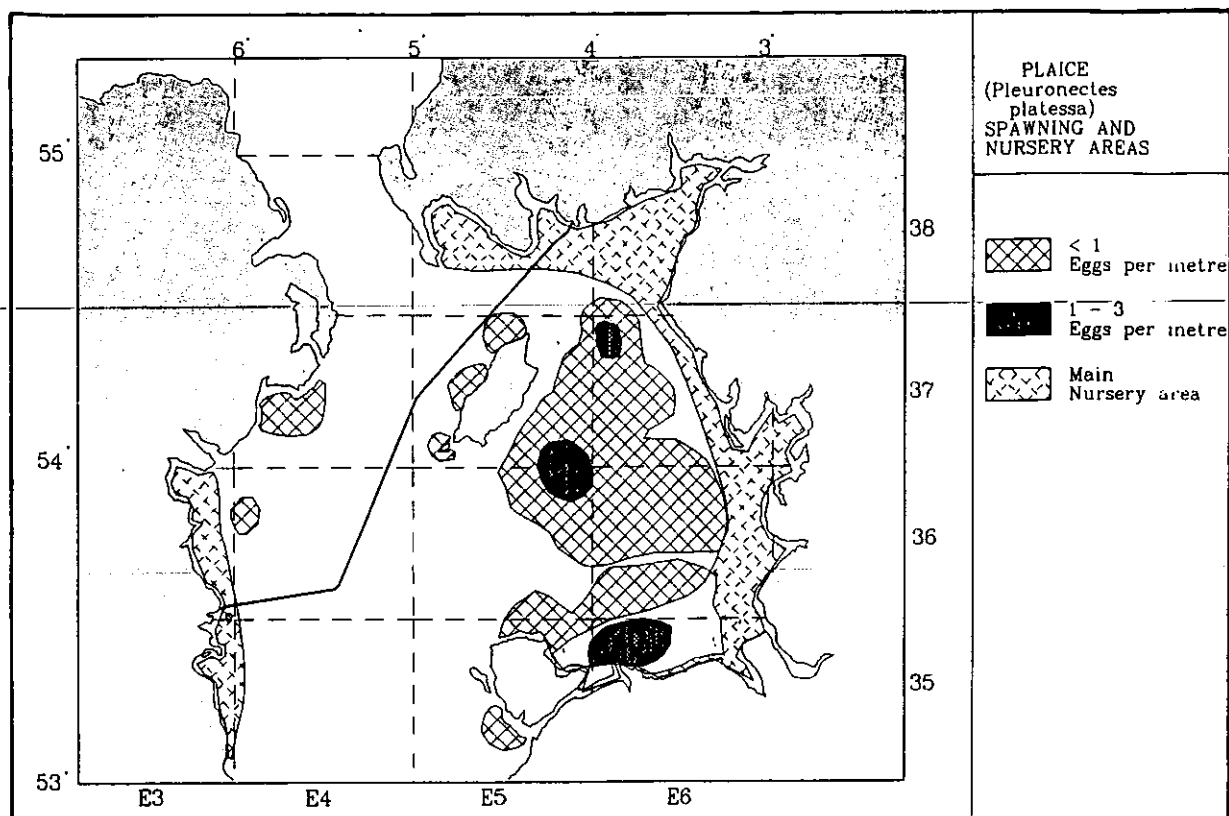 6° 5° 4° 3°
55°
54°
53°
38
37
36
35
E3 E4 E5 E6
PLAICE
(Pleuronectes
platessa)
SPAWNING AND
NURSERY AREAS
< 1
Eggs per metre
1 - 3
Eggs per metre
Main
Nursery area